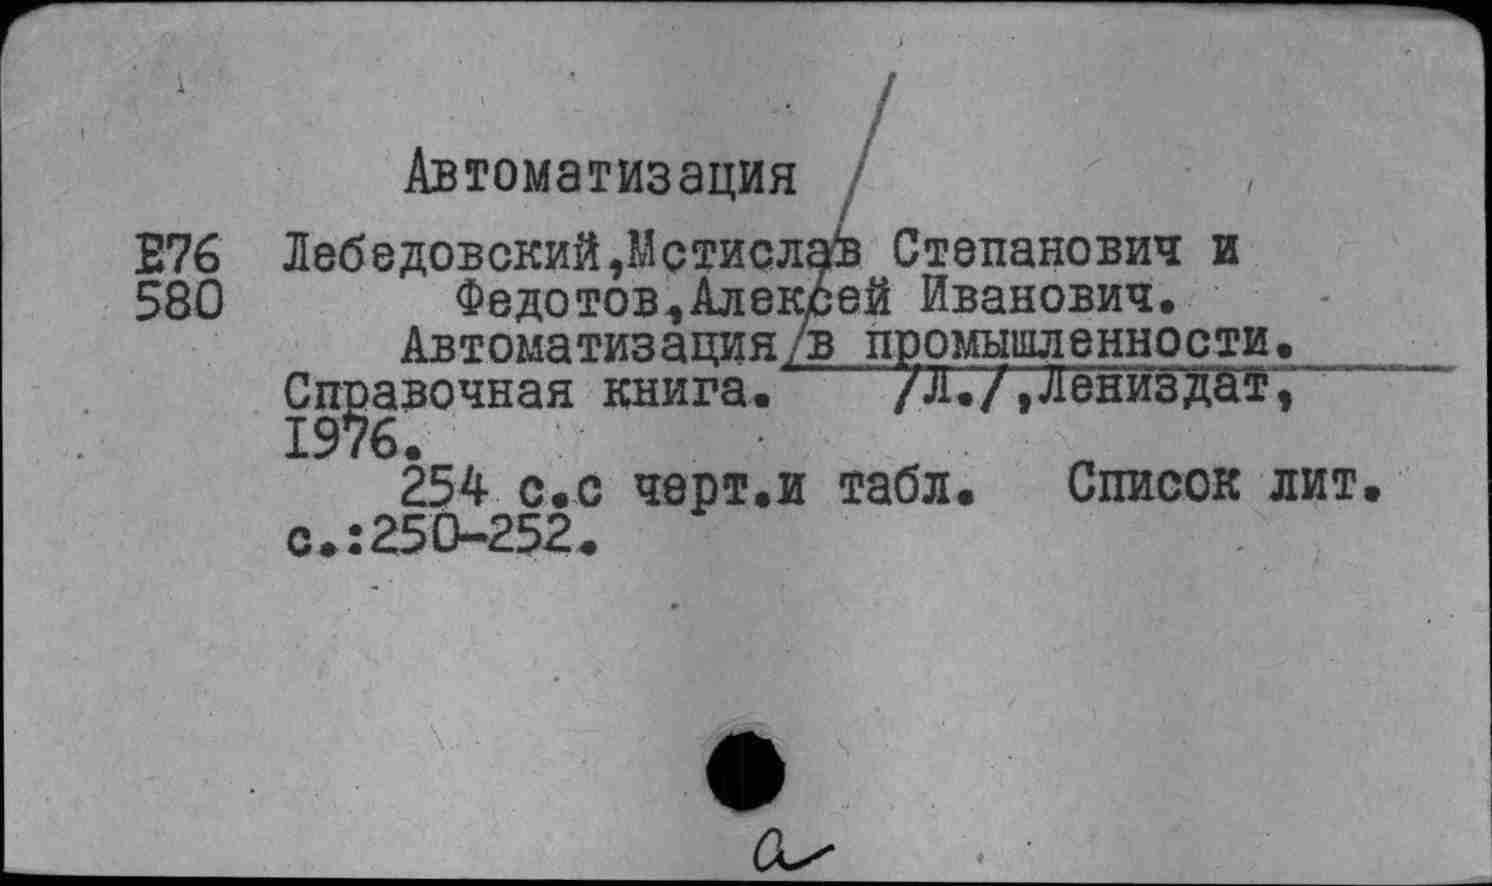 Автоматизация /
Е76 Лебедовский,Мстислав Степанович и
580 Федотов,Алексей Иванович.
Автоматизация/в промышленности.
Справочная книга. /Л./,Лениздат,
1976.
254 с.с черт.и табл. Список лит.
с.:250-252.
а